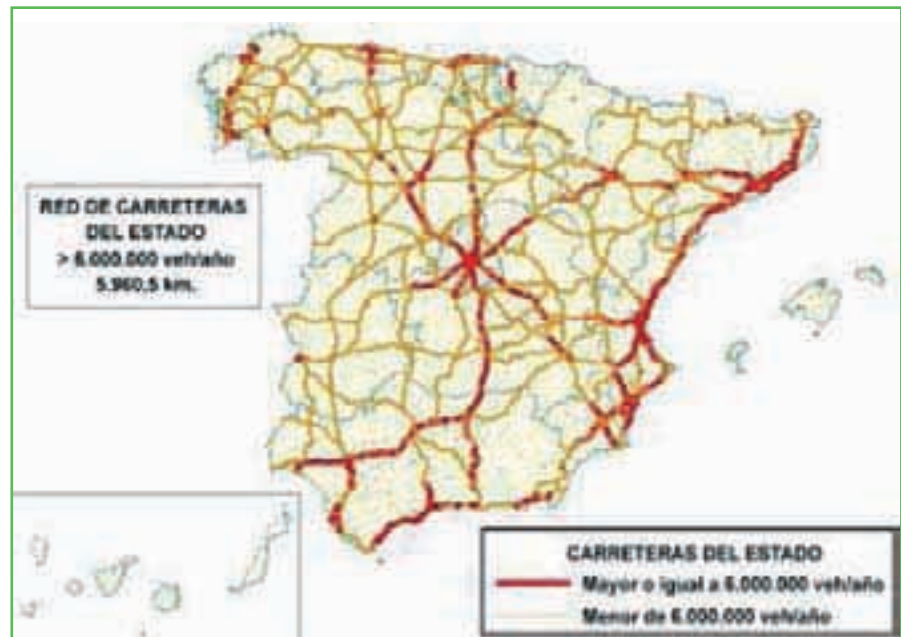 RED DE CARRETERAS
DEL ESTADO
> 6.000.000 veh/año
5.960,5 km.
CARRETERAS DEL ESTADO
Mayor o igual a 6.000.000 veh/año
Menor de 6.000.000 veh/año